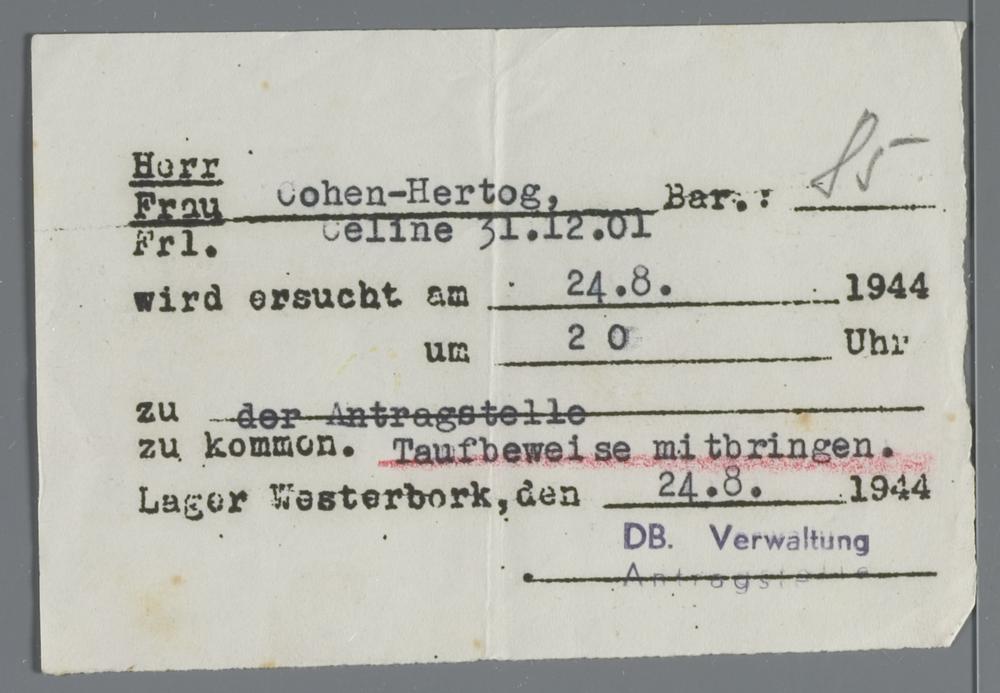 Herr
Frau Cohen-Hertog, Bar.: 85
Frl. Celine 31.12.01
wird ersucht am 24.8. 1944
um 20 Uhr
zu der Antragstelle
zu kommen. Taufbeweise mitbringen.
Lager Westerbork, den 24.8. 1944
DB. Verwaltung
Antragstelle